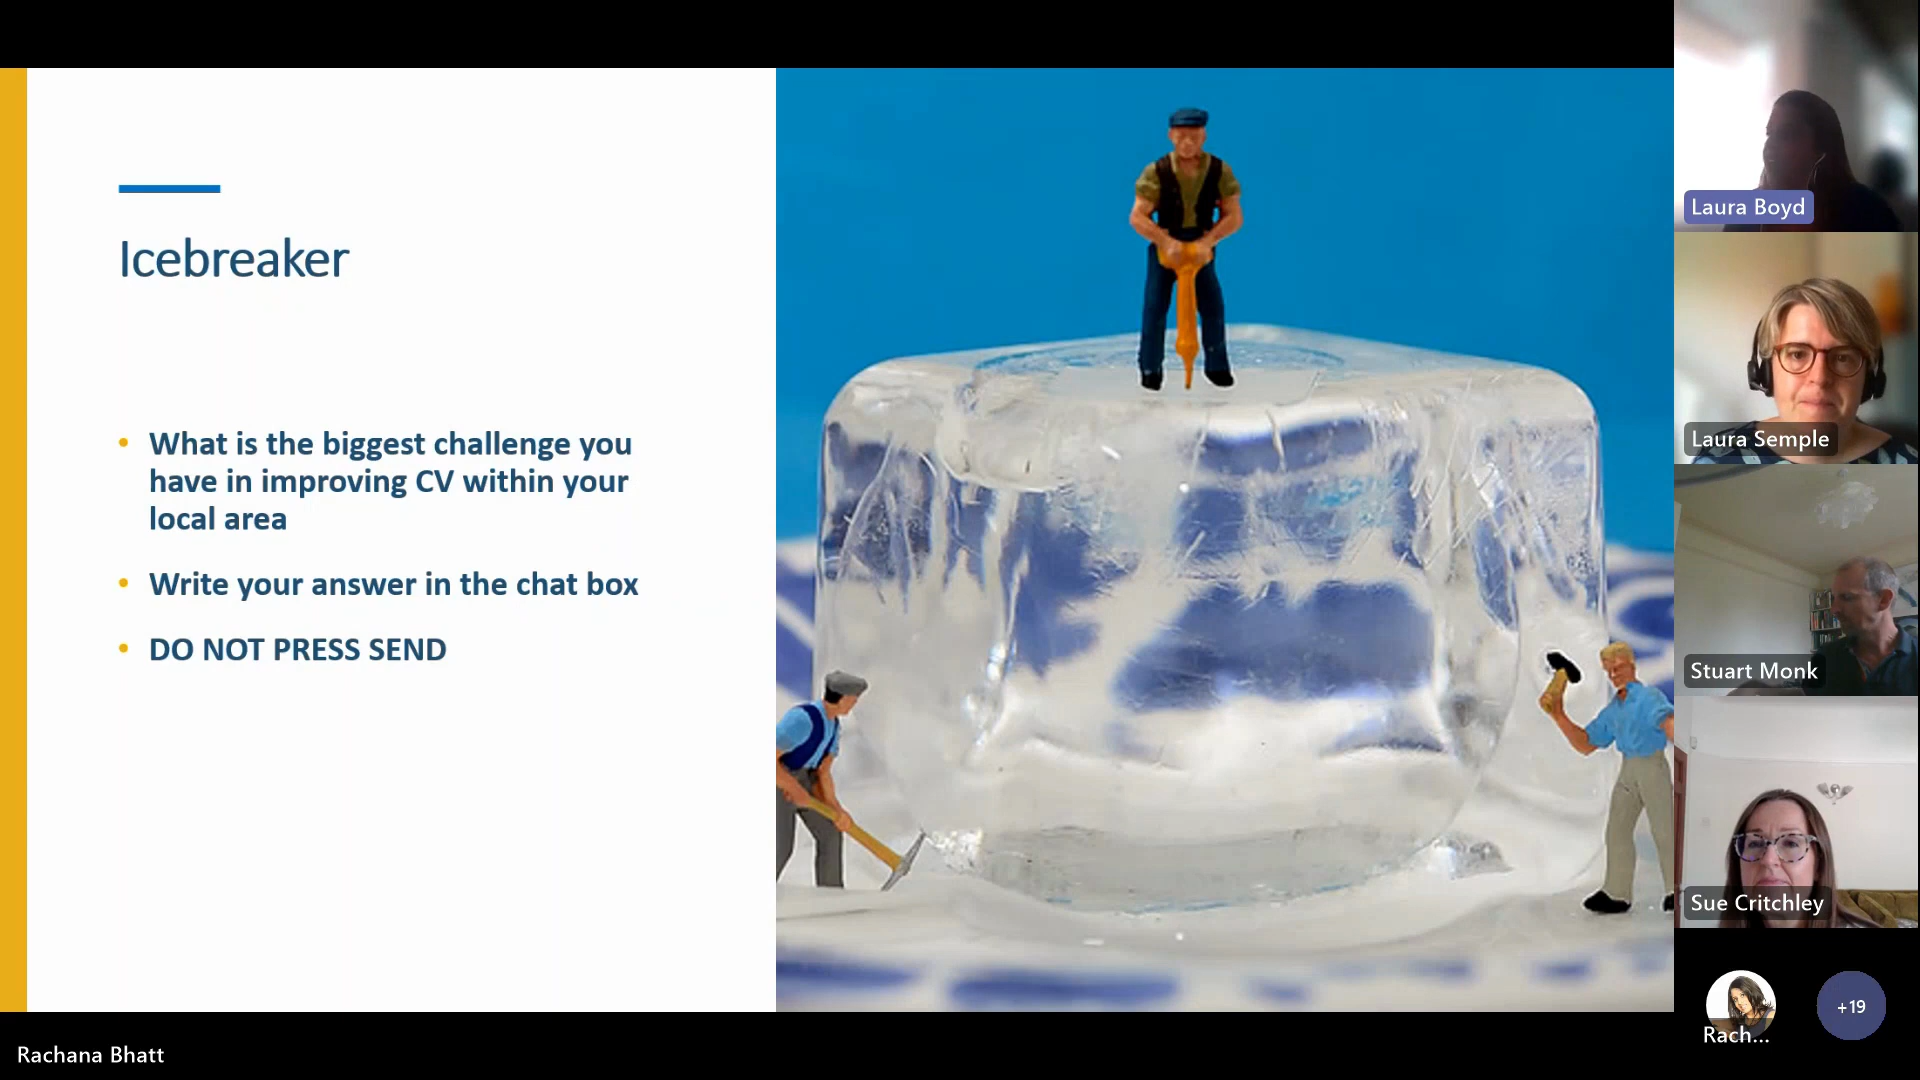 Icebreaker
• What is the biggest challenge you
have in improving CV within your
local area
• Write your answer in the chat box
• DO NOT PRESS SEND
Laura Boyd
Laura Semple
Stuart Monk
Sue Critchley
Rach...
+19
Rachana Bhatt